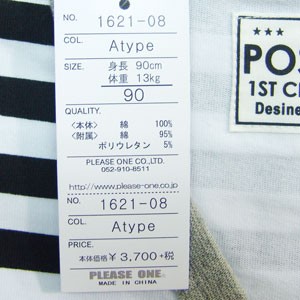 NO. 1621-08
COL. Atype
SIZE. 身長 90cm
体重 13kg
90
QUALITY.
〈本体〉 綿 100%
〈附属〉 綿 95%
ポリウレタン 5%
PLEASE ONE CO.,LTD.
052-910-8511
http://www.please-one.co.jp
NO. 1621-08
COL. Atype
PRICE.
本体価格 ¥3,700+税
PLEASE ONE.
MADE IN CHINA
★★★
POS
1ST C
Desine